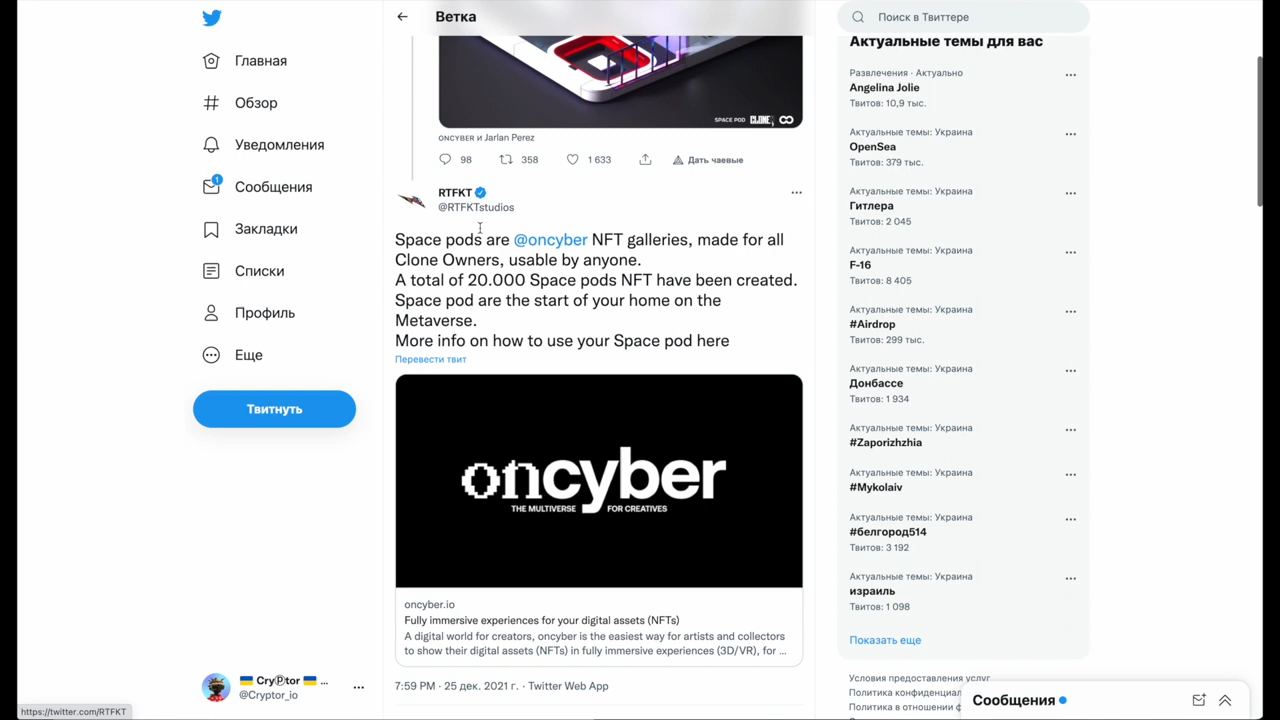 Ветка
Поиск в Твиттере
Главная
Обзор
Уведомления
1
Сообщения
Закладки
Списки
Профиль
Еще
Твитнуть
SPACE POD CLONE
ONCYBER и Jarlan Perez
98 358 1 633 Дать чаевые
RTFKT
@RTFKTstudios
Space pods are @oncyber NFT galleries, made for all
Clone Owners, usable by anyone.
A total of 20.000 Space pods NFT have been created.
Space pod are the start of your home on the
Metaverse.
More info on how to use your Space pod here
Перевести твит
oncyber
THE MULTIVERSE FOR CREATIVES
oncyber.io
Fully immersive experiences for your digital assets (NFTs)
A digital world for creators, oncyber is the easiest way for artists and collectors
to show their digital assets (NFTs) in fully immersive experiences (3D/VR), for ...
7:59 PM · 25 дек. 2021 г. · Twitter Web App
Актуальные темы для вас
Развлечения · Актуально
Angelina Jolie
Твитов: 10,9 тыс.
Актуальные темы: Украина
OpenSea
Твитов: 379 тыс.
Актуальные темы: Украина
Гитлера
Твитов: 2 045
Актуальные темы: Украина
F-16
Твитов: 8 405
Актуальные темы: Украина
#Airdrop
Твитов: 299 тыс.
Актуальные темы: Украина
Донбассе
Твитов: 1 934
Актуальные темы: Украина
#Zaporizhzhia
Актуальные темы: Украина
#Mykolaiv
Актуальные темы: Украина
#белгород514
Твитов: 3 192
Актуальные темы: Украина
израиль
Твитов: 1 098
Показать еще
Условия предоставления услуг
Политика конфиденциал
Политика в отношении ф
Сообщения
CryⓅtor ...
@Cryptor_io
https://twitter.com/RTFKT